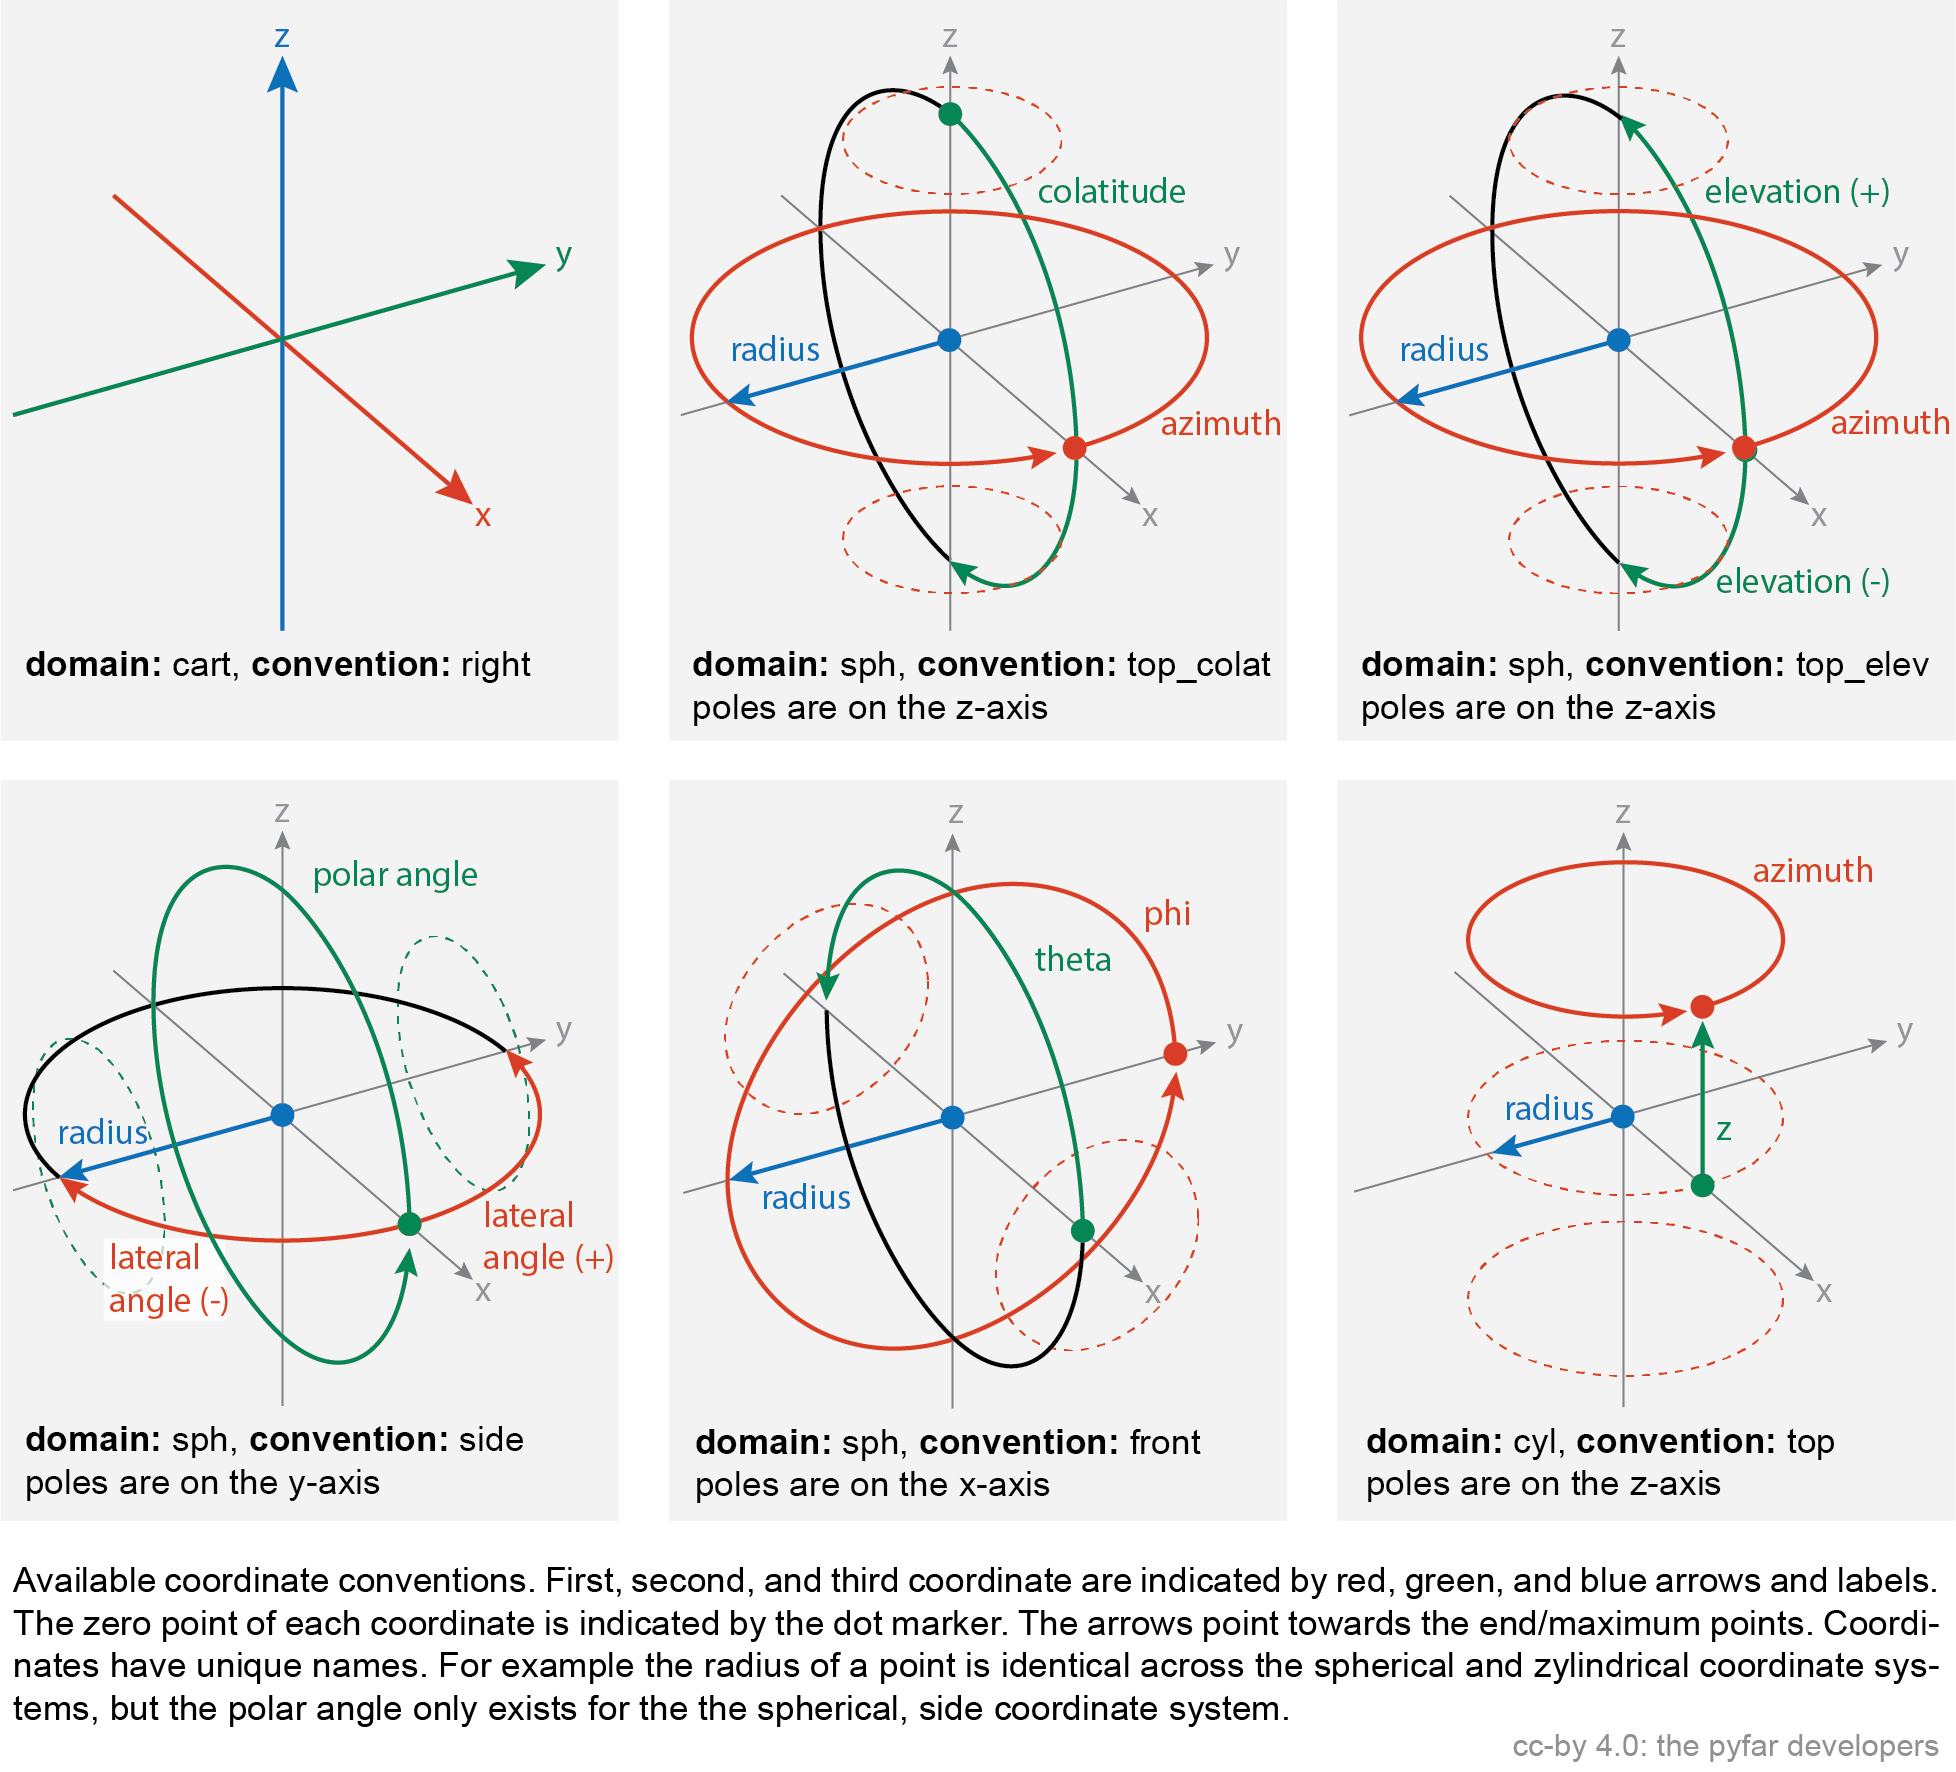 z
y
x
domain: cart, convention: right
z
colatitude
y
radius
azimuth
x
domain: sph, convention: top_colat
poles are on the z-axis
z
elevation (+)
y
radius
azimuth
x
elevation (-)
domain: sph, convention: top_elev
poles are on the z-axis
z
polar angle
y
radius
lateral
angle (+)
lateral
angle (-)
x
domain: sph, convention: side
poles are on the y-axis
z
phi
theta
y
radius
x
domain: sph, convention: front
poles are on the x-axis
z
azimuth
y
radius
z
x
domain: cyl, convention: top
poles are on the z-axis
Available coordinate conventions. First, second, and third coordinate are indicated by red, green, and blue arrows and labels.
The zero point of each coordinate is indicated by the dot marker. The arrows point towards the end/maximum points. Coordi-
nates have unique names. For example the radius of a point is identical across the spherical and zylindrical coordinate sys-
tems, but the polar angle only exists for the the spherical, side coordinate system.
cc-by 4.0: the pyfar developers